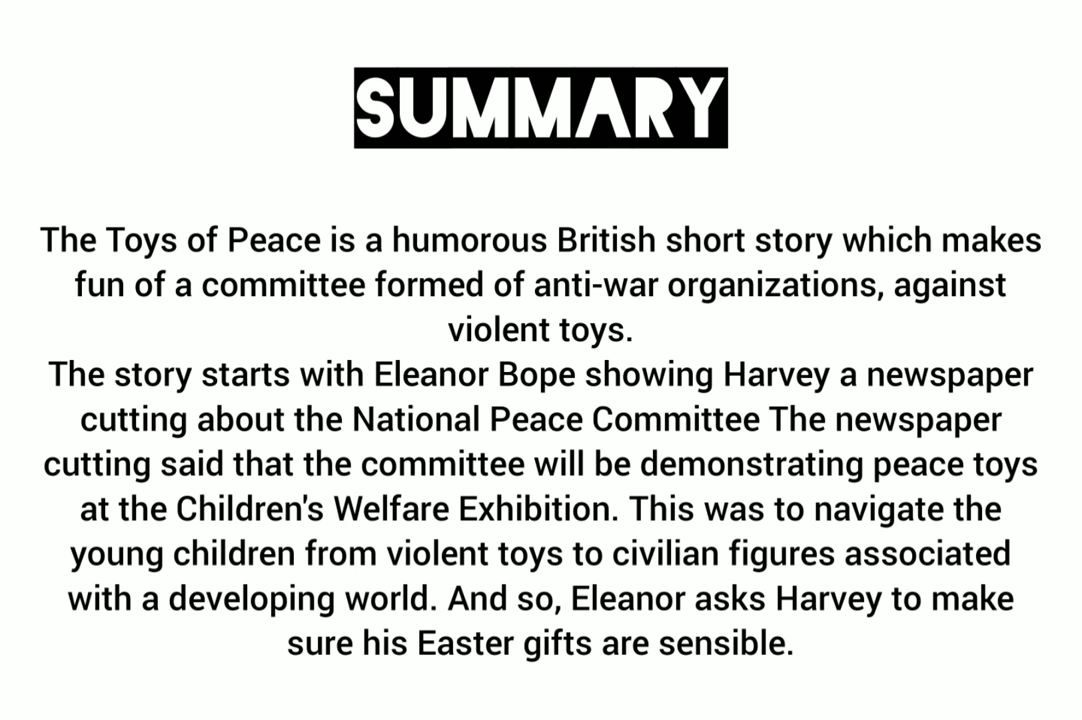 SUMMARY
The Toys of Peace is a humorous British short story which makes
fun of a committee formed of anti-war organizations, against
violent toys.
The story starts with Eleanor Bope showing Harvey a newspaper
cutting about the National Peace Committee The newspaper
cutting said that the committee will be demonstrating peace toys
at the Children's Welfare Exhibition. This was to navigate the
young children from violent toys to civilian figures associated
with a developing world. And so, Eleanor asks Harvey to make
sure his Easter gifts are sensible.